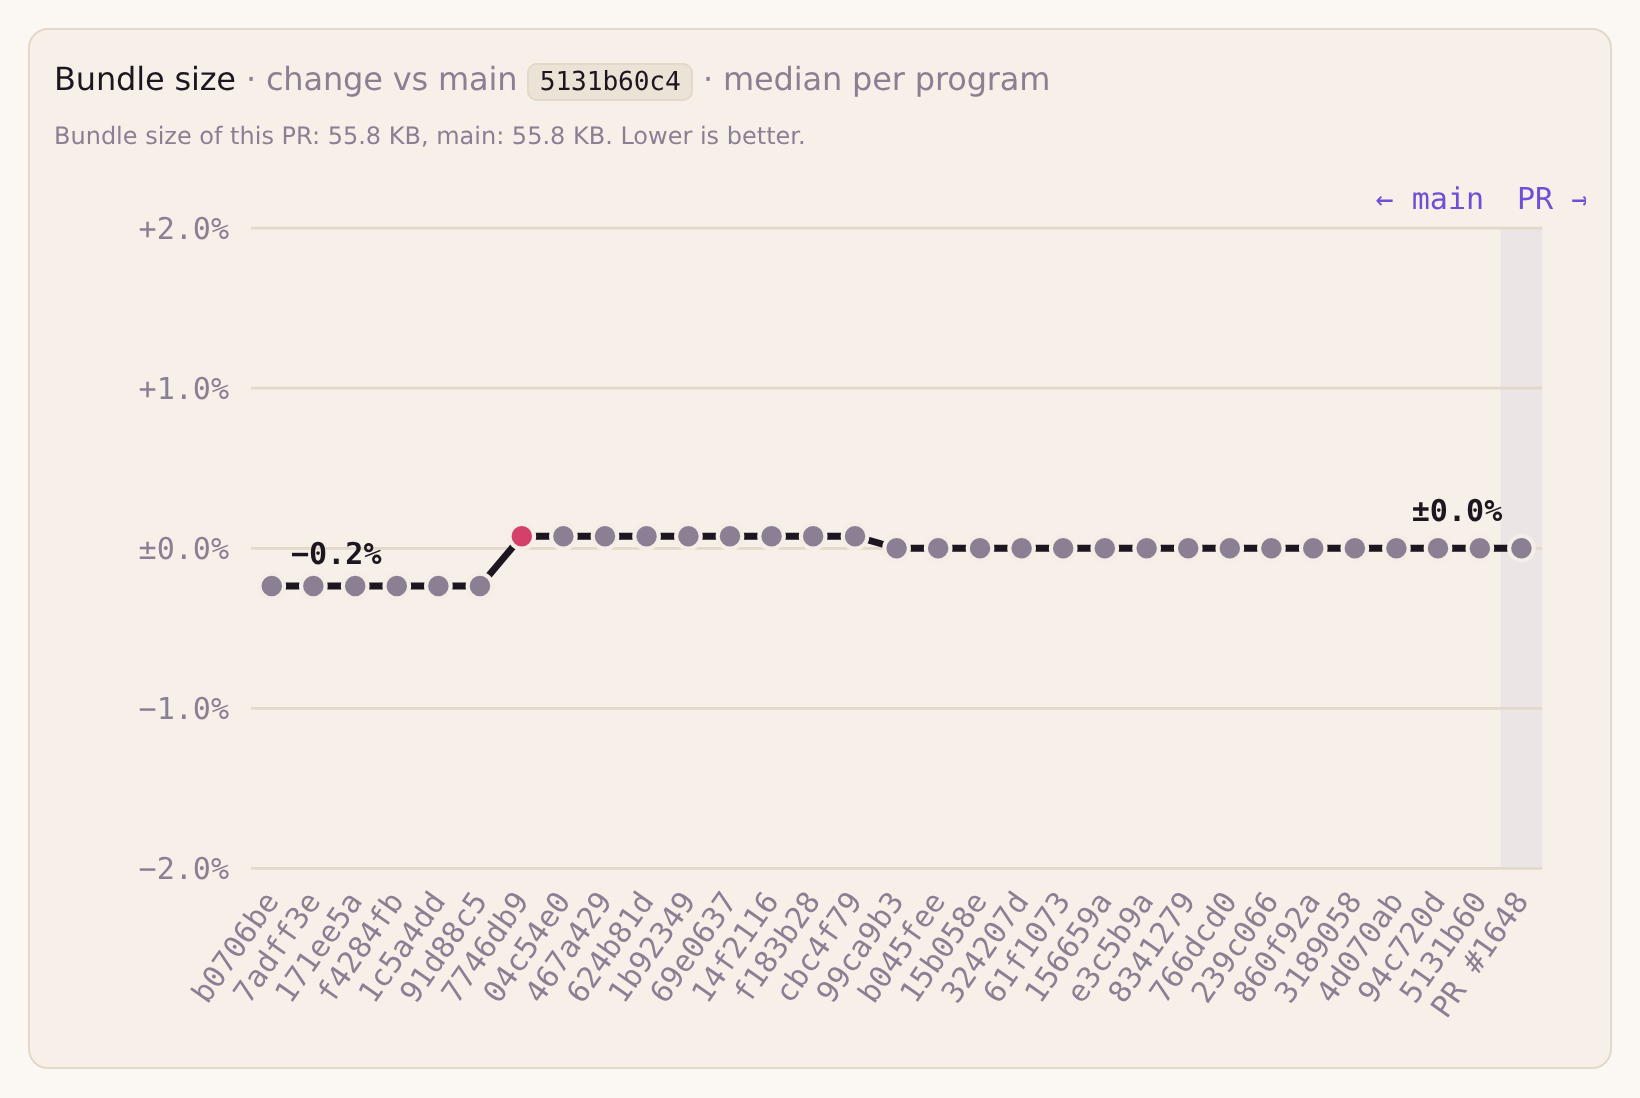 Bundle size · change vs main 5131b60c4 · median per program
Bundle size of this PR: 55.8 KB, main: 55.8 KB. Lower is better.
← main PR →
+2.0%
+1.0%
±0.0%
−1.0%
−2.0%
−0.2%
±0.0%
b0706be
7adff3e
171ee5a
f4284fb
1c5a4dd
91d88c5
7746db9
04c54e0
467a429
624b81d
1b92349
69e0637
14f2116
f183b28
cbc4f79
99ca9b3
b045fee
15b058e
324207d
61f1073
156659a
e3c5b9a
8341279
766dcd0
239c066
860f92a
3189058
4d070ab
94c720d
5131b60
PR #1648